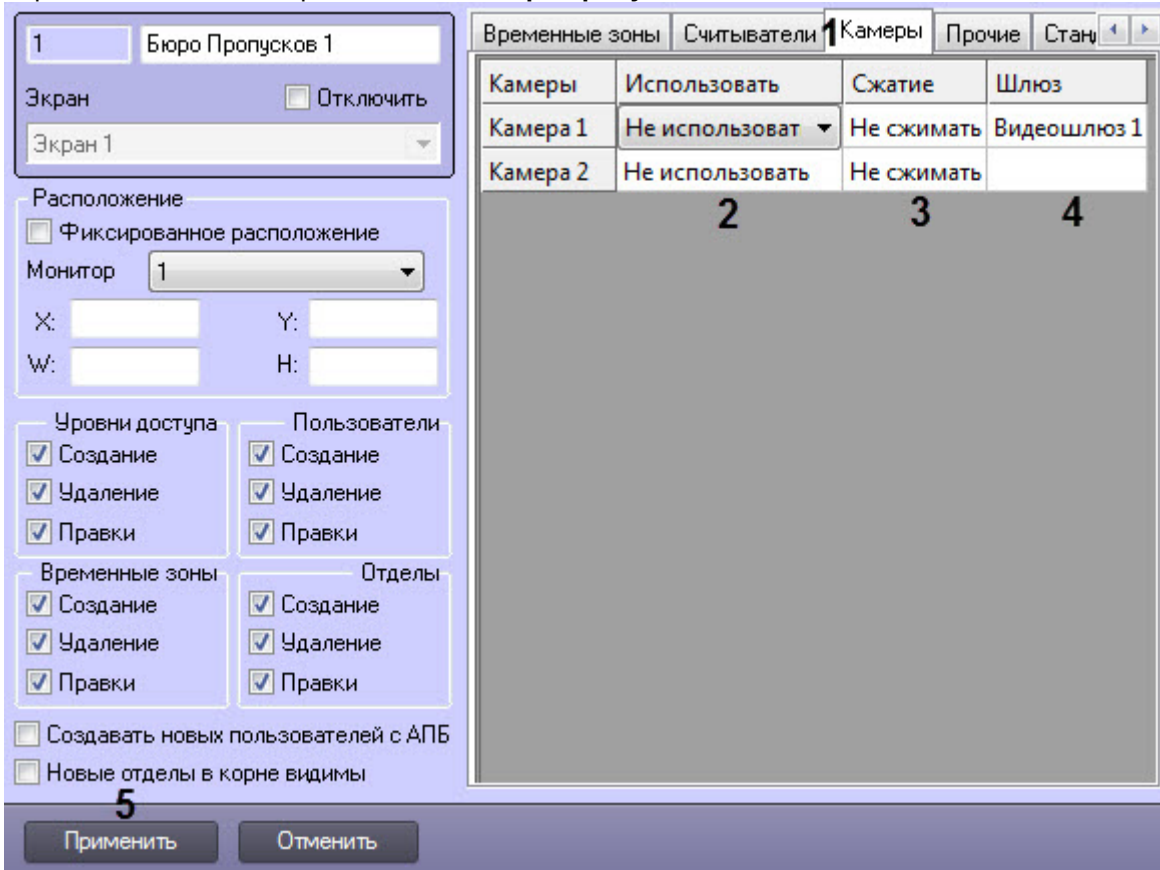 1 Бюро Пропусков 1
Экран Отключить
Экран 1
Расположение
Фиксированное расположение
Монитор 1
X: Y:
W: H:
Уровни доступа Пользователи
Создание Создание
Удаление Удаление
Правки Правки
Временные зоны Отделы
Создание Создание
Удаление Удаление
Правки Правки
Создавать новых пользователей с АПБ
Новые отделы в корне видимы
5
Применить Отменить
Временные зоны Считыватели 1 Камеры Прочие
Камеры Использовать Сжатие Шлюз
Камера 1 Не использоват Не сжимать Видеошлюз 1
Камера 2 Не использовать Не сжимать
2 3 4